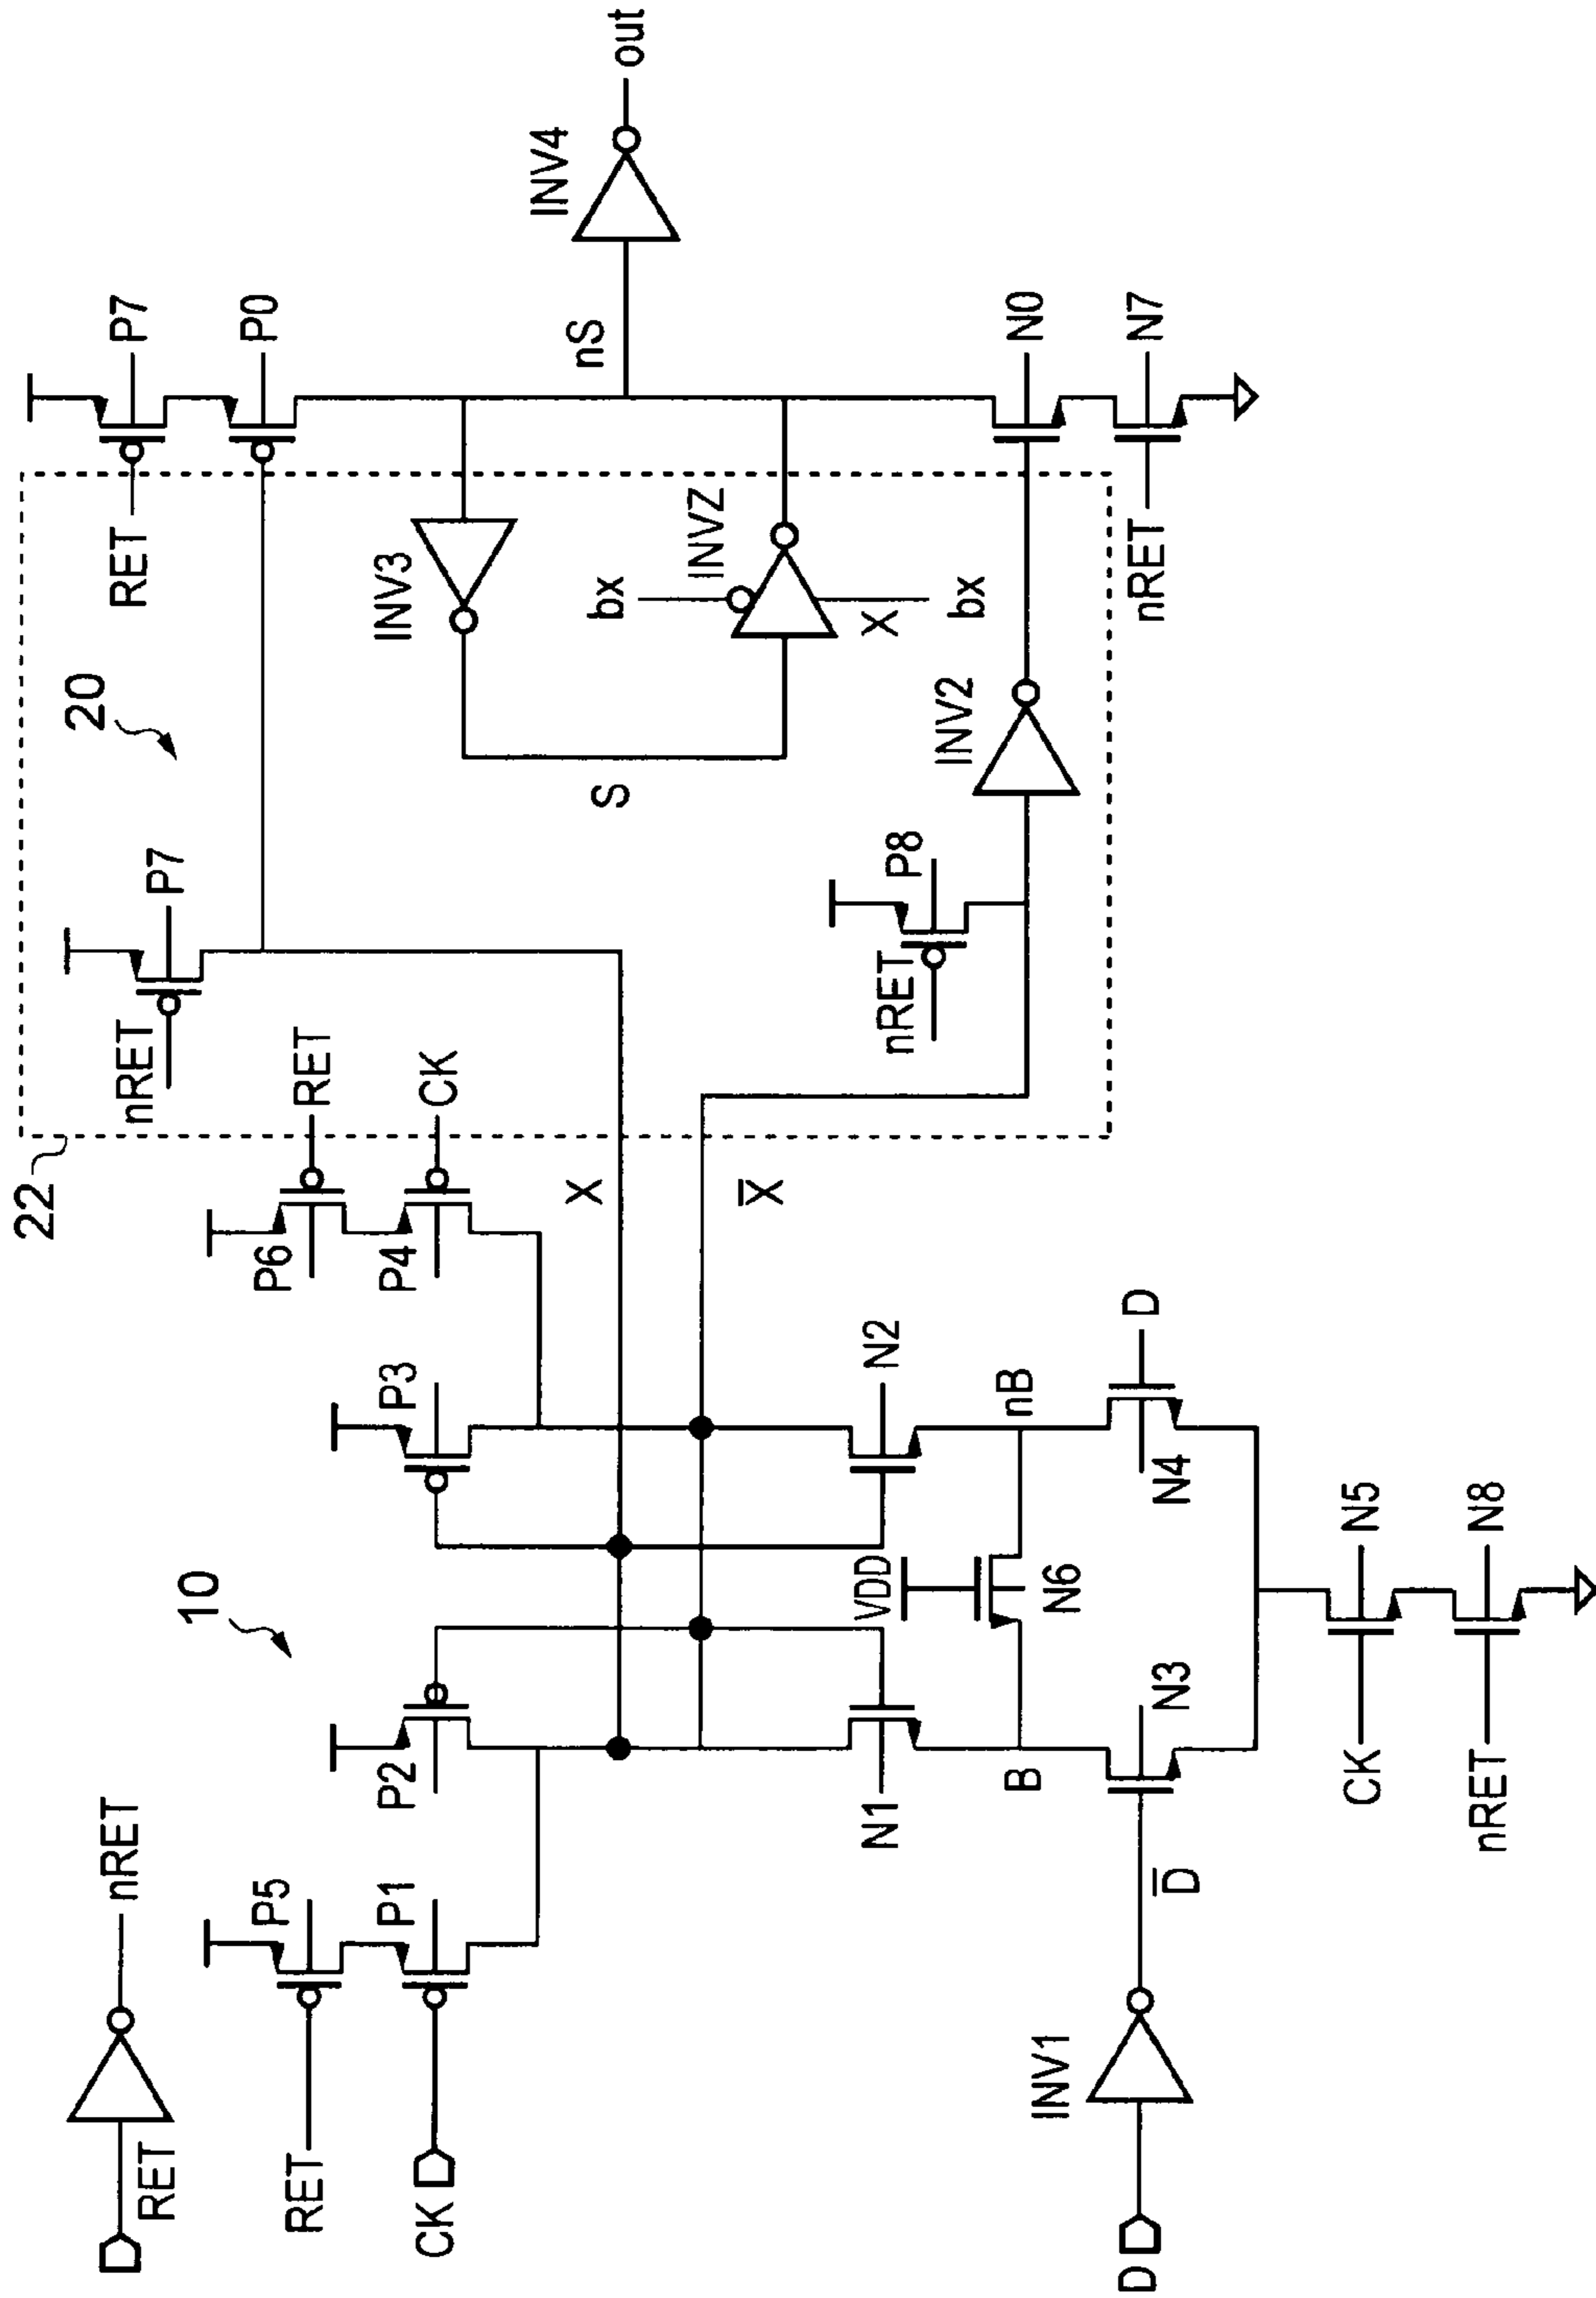 RET
nRET
10
22
20
RET
P5
CK
P1
P2
P3
P6
RET
P4
CK
nRET
P7
RET
P7
P0
INV3
bx
INVZ
X
bx
S
nS
INV4
out
X
X̅
nRET
P8
INV2
N0
nRET
N7
N1
N2
VDD
N6
B
nB
D
INV1
D̅
N3
N4
D
CK
N5
nRET
N8